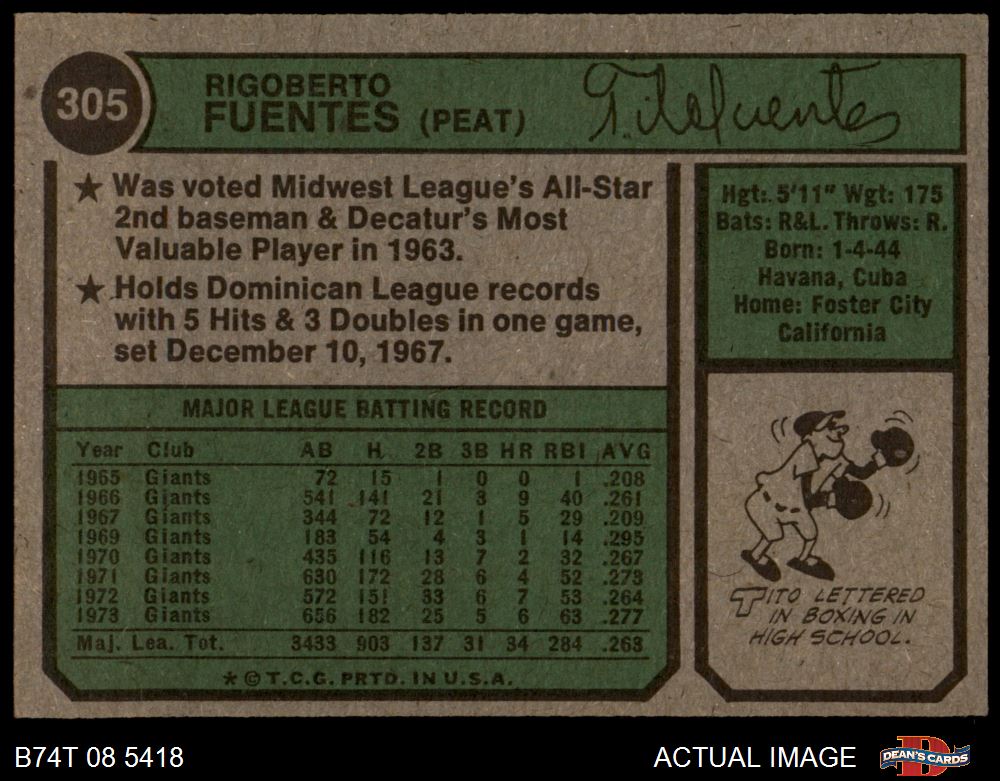 305
RIGOBERTO
FUENTES (PEAT)
Tito Fuentes
★ Was voted Midwest League's All-Star
2nd baseman & Decatur's Most
Valuable Player in 1963.
★ Holds Dominican League records
with 5 Hits & 3 Doubles in one game,
set December 10, 1967.
Hgt: 5'11" Wgt: 175
Bats: R&L. Throws: R.
Born: 1-4-44
Havana, Cuba
Home: Foster City
California
MAJOR LEAGUE BATTING RECORD
Year Club AB H 2B 3B HR RBI AVG
1965 Giants 72 15 1 0 0 1 .208
1966 Giants 541 141 21 3 9 40 .261
1967 Giants 344 72 12 1 5 29 .209
1969 Giants 183 54 4 3 1 14 .295
1970 Giants 435 116 13 7 2 32 .267
1971 Giants 630 172 28 6 4 52 .273
1972 Giants 572 151 33 6 7 53 .264
1973 Giants 656 182 25 5 6 63 .277
Maj. Lea. Tot. 3433 903 137 31 34 284 .263
* © T.C.G. PRTD. IN U.S.A.
TITO LETTERED
IN BOXING IN
HIGH SCHOOL.
B74T 08 5418
ACTUAL IMAGE
DEAN'S CARDS